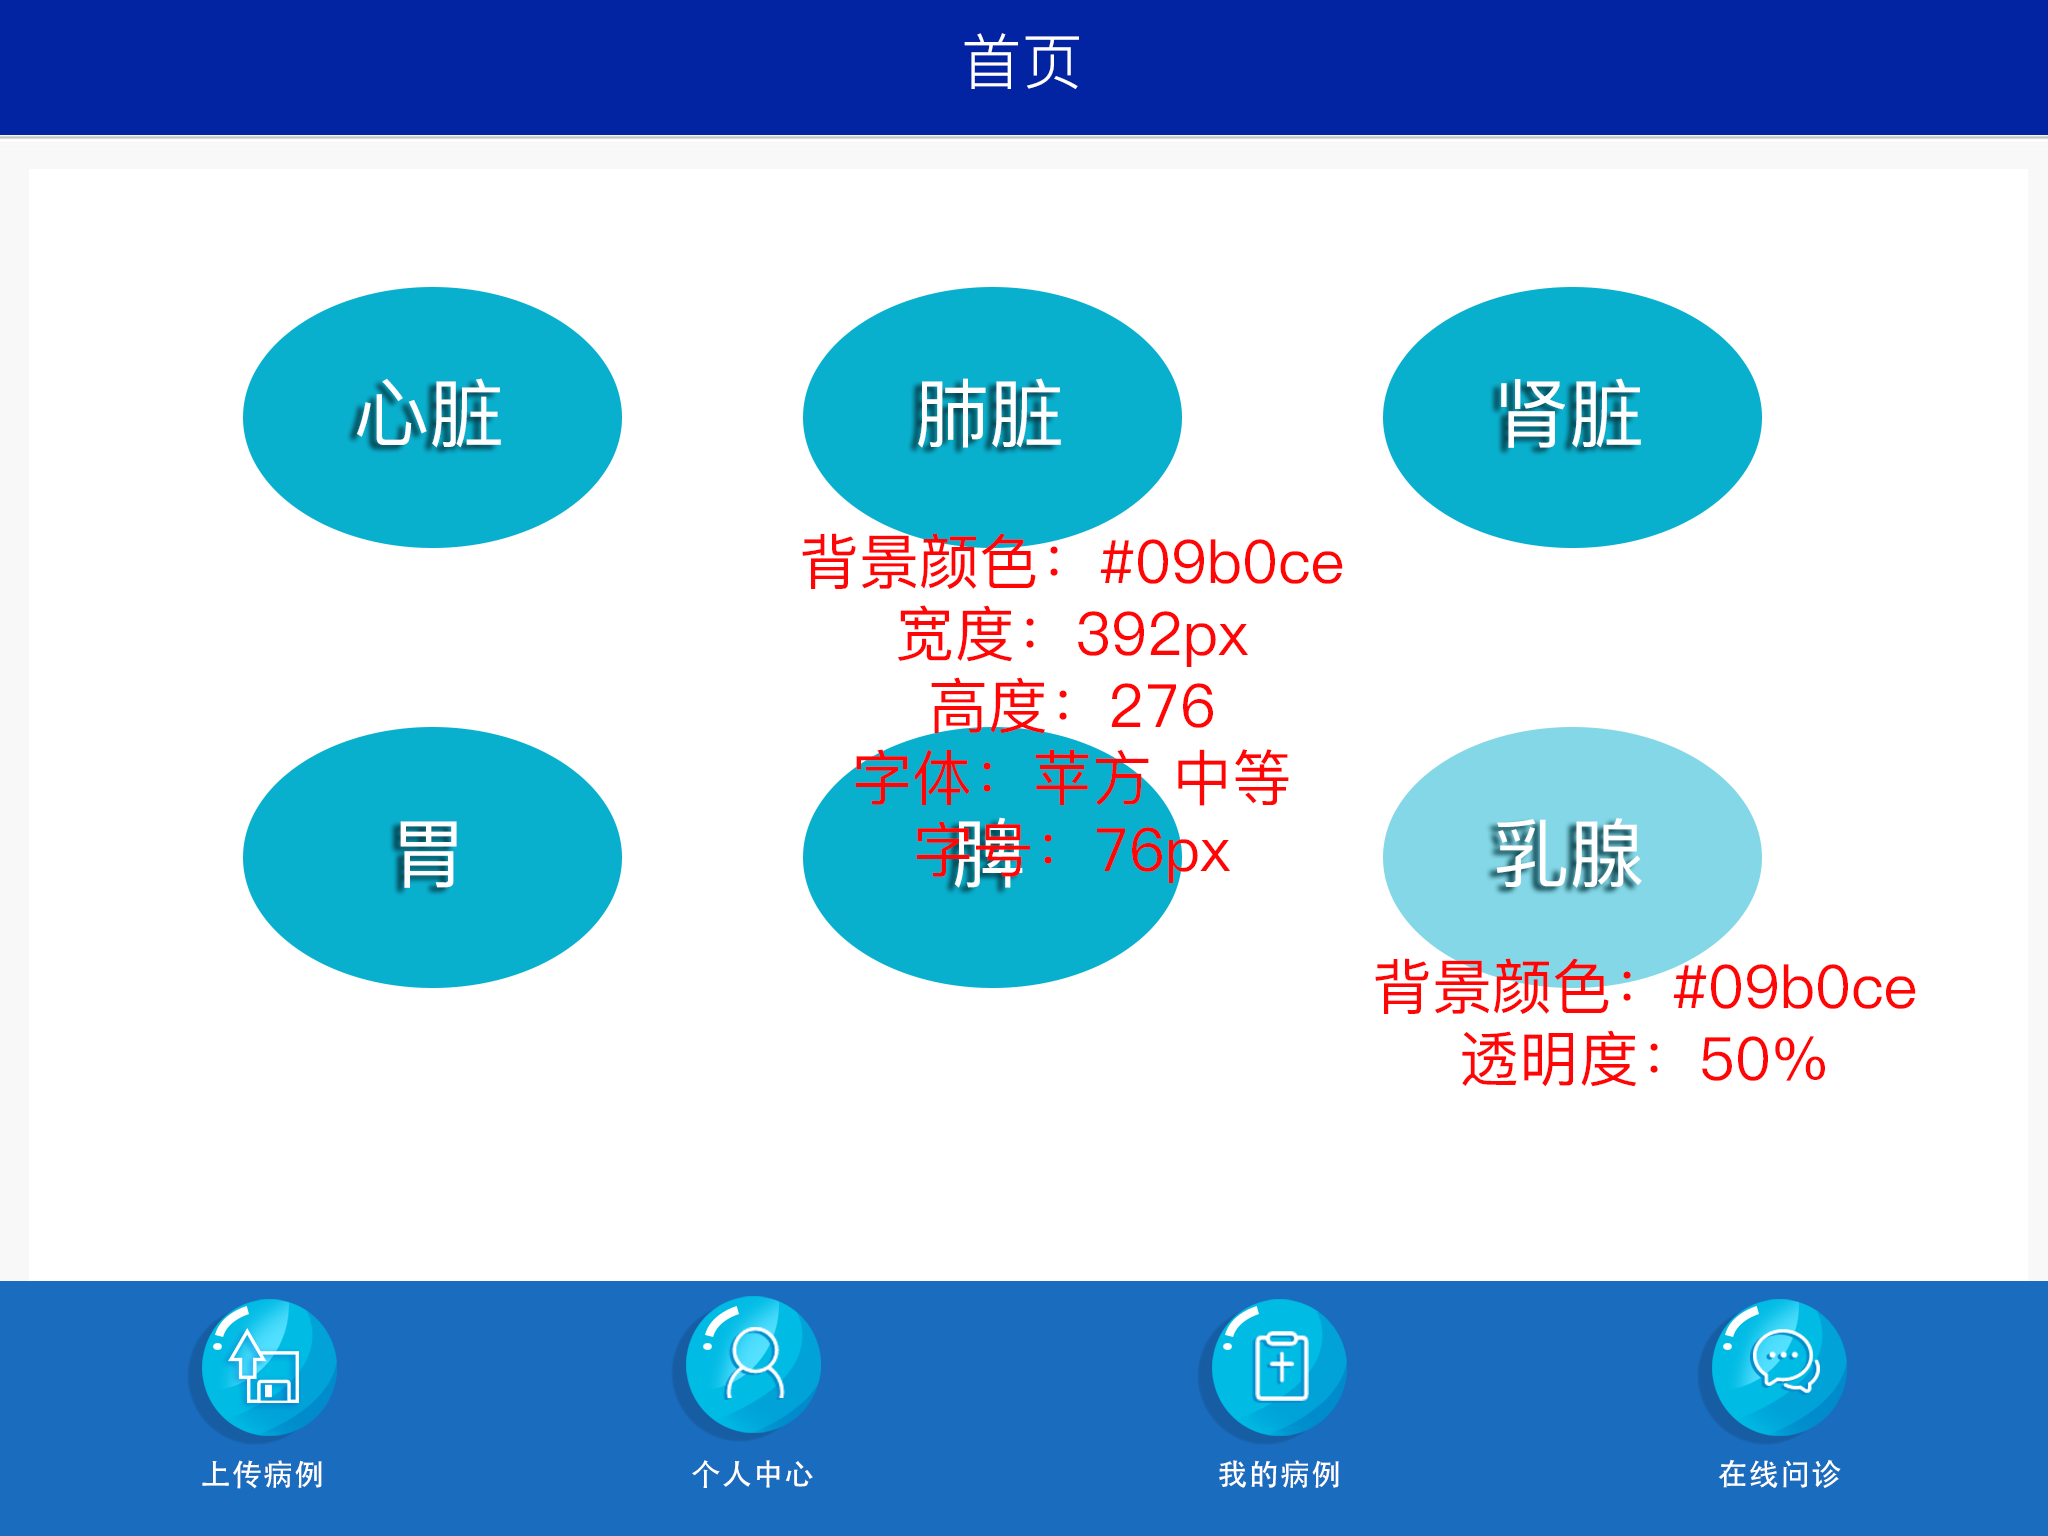 首页
心脏
肺脏
肾脏
背景颜色：#09b0ce
宽度：392px
高度：276
字体：苹方 中等
字号：76px
胃
脾
乳腺
背景颜色：#09b0ce
透明度：50%
上传病例
个人中心
我的病例
在线问诊